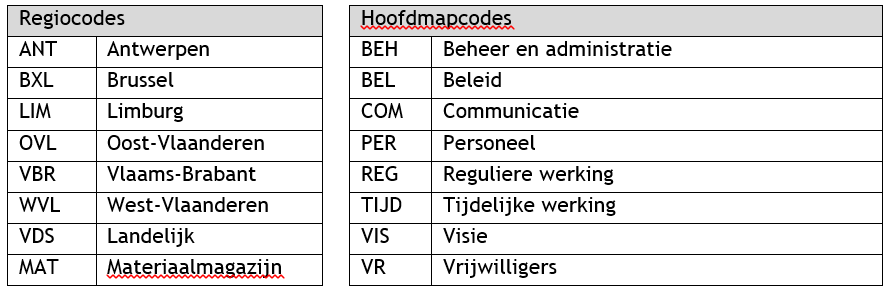 Regiocodes
ANT Antwerpen
BXL Brussel
LIM Limburg
OVL Oost-Vlaanderen
VBR Vlaams-Brabant
WVL West-Vlaanderen
VDS Landelijk
MAT Materiaalmagazijn
Hoofdmapcodes
BEH Beheer en administratie
BEL Beleid
COM Communicatie
PER Personeel
REG Reguliere werking
TIJD Tijdelijke werking
VIS Visie
VR Vrijwilligers